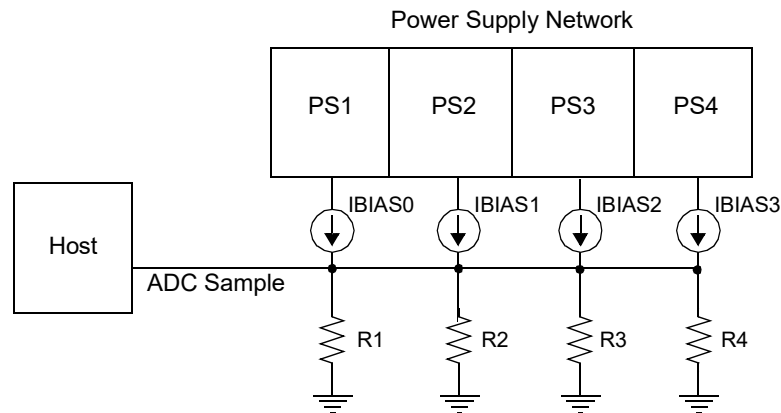 Power Supply Network
PS1 PS2 PS3 PS4
IBIAS0 IBIAS1 IBIAS2 IBIAS3
Host
ADC Sample
R1 R2 R3 R4